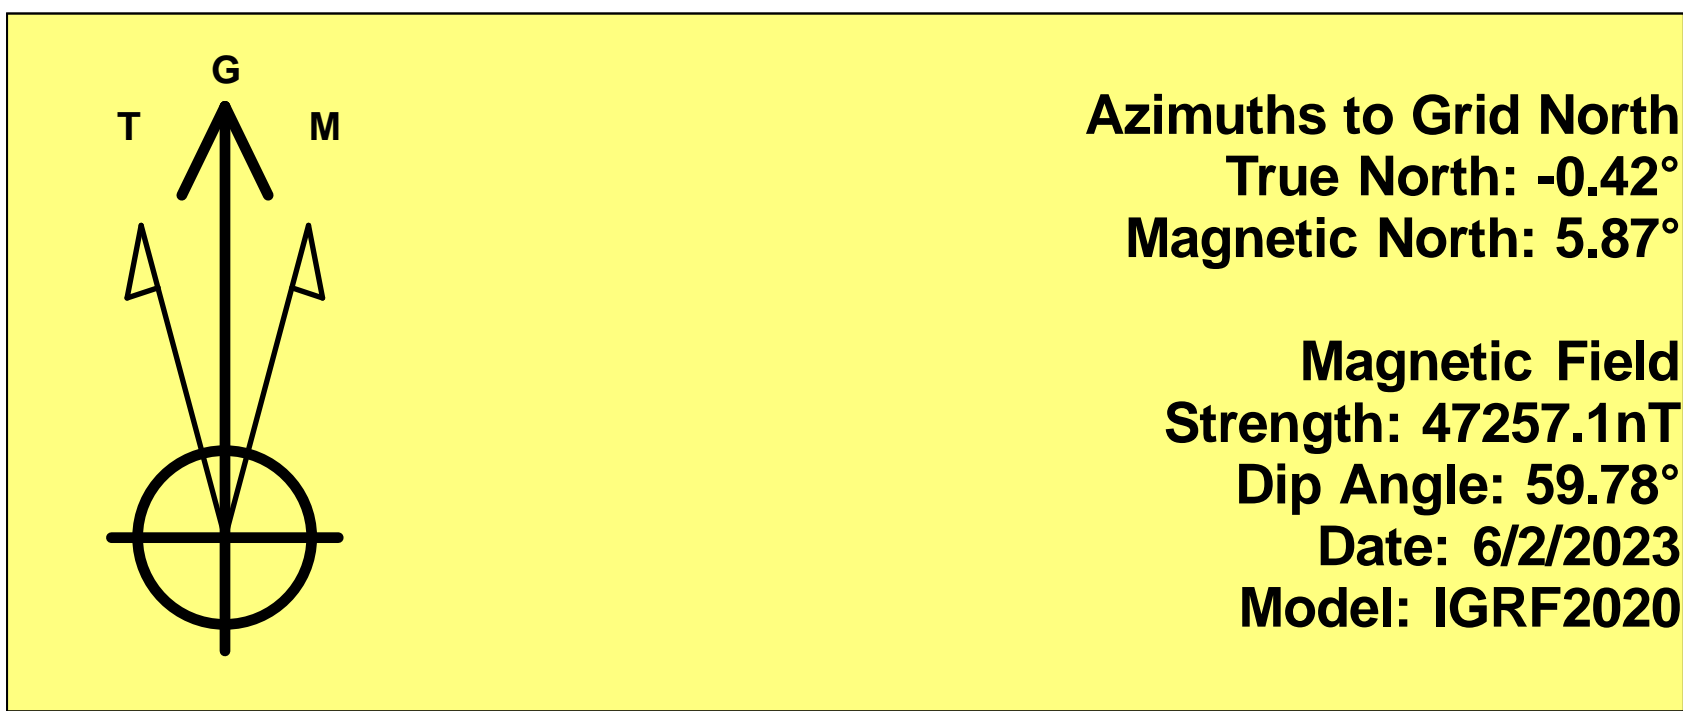 G
T M
Azimuths to Grid North
True North: -0.42°
Magnetic North: 5.87°
Magnetic Field
Strength: 47257.1nT
Dip Angle: 59.78°
Date: 6/2/2023
Model: IGRF2020